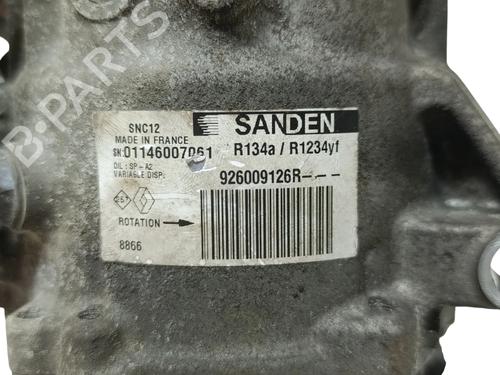 B-PARTS
SNC12
MADE IN FRANCE
SN:01146007061
OIL : SP - A2
VARIABLE DISP.
SANDEN
R134a / R1234yf
926009126R-.--
ROTATION
8866